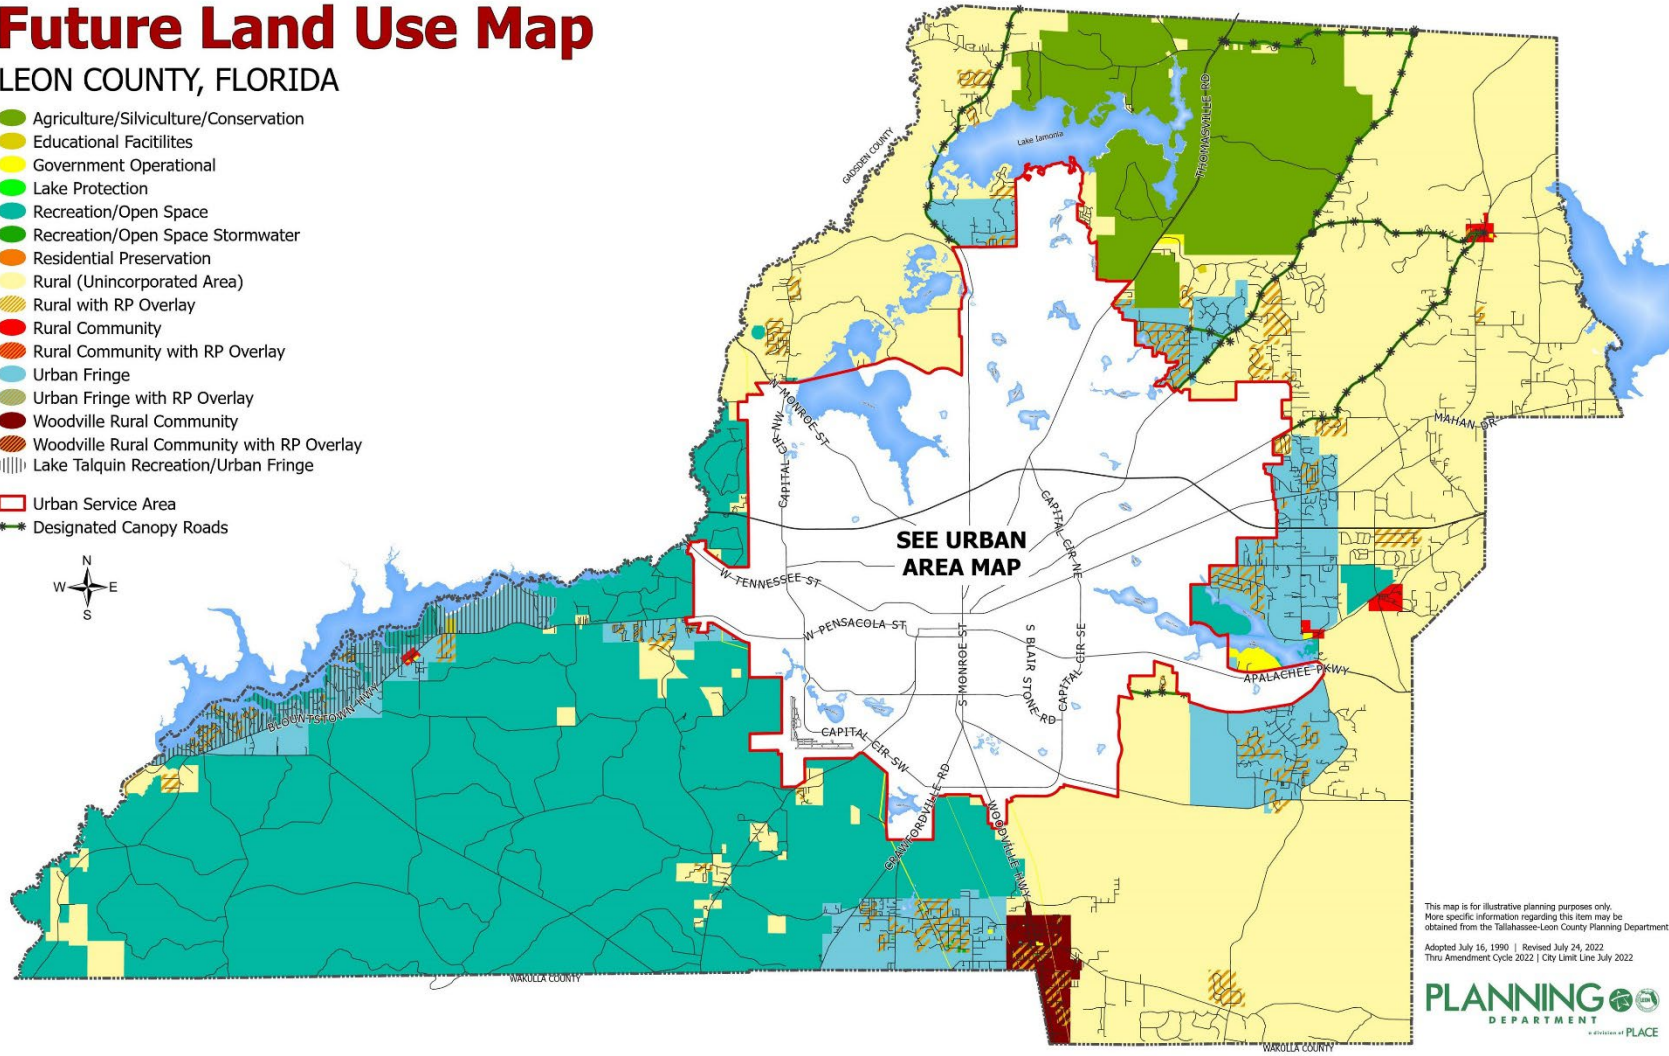 Future Land Use Map
LEON COUNTY, FLORIDA
Agriculture/Silviculture/Conservation
Educational Facitilites
Government Operational
Lake Protection
Recreation/Open Space
Recreation/Open Space Stormwater
Residential Preservation
Rural (Unincorporated Area)
Rural with RP Overlay
Rural Community
Rural Community with RP Overlay
Urban Fringe
Urban Fringe with RP Overlay
Woodville Rural Community
Woodville Rural Community with RP Overlay
Lake Talquin Recreation/Urban Fringe
Urban Service Area
Designated Canopy Roads
N
W E
S
GADSDEN COUNTY
Lake Iamonia
THOMASVILLE RD
MAHAN DR
N MONROE ST
CAPITAL CIR NW
CAPITAL CIR NE
SEE URBAN
AREA MAP
W TENNESSEE ST
W PENSACOLA ST
S MONROE ST
S BLAIR STONE RD
CAPITAL CIR SE
APALACHEE PKWY
BLOUNTSTOWN HWY
CAPITAL CIR SW
CRAWFORDVILLE RD
WOODVILLE HWY
WAKULLA COUNTY
WAKULLA COUNTY
This map is for illustrative planning purposes only.
More specific information regarding this item may be
obtained from the Tallahassee-Leon County Planning Department
Adopted July 16, 1990 | Revised July 24, 2022
Thru Amendment Cycle 2022 | City Limit Line July 2022
PLANNING
DEPARTMENT
a division of PLACE